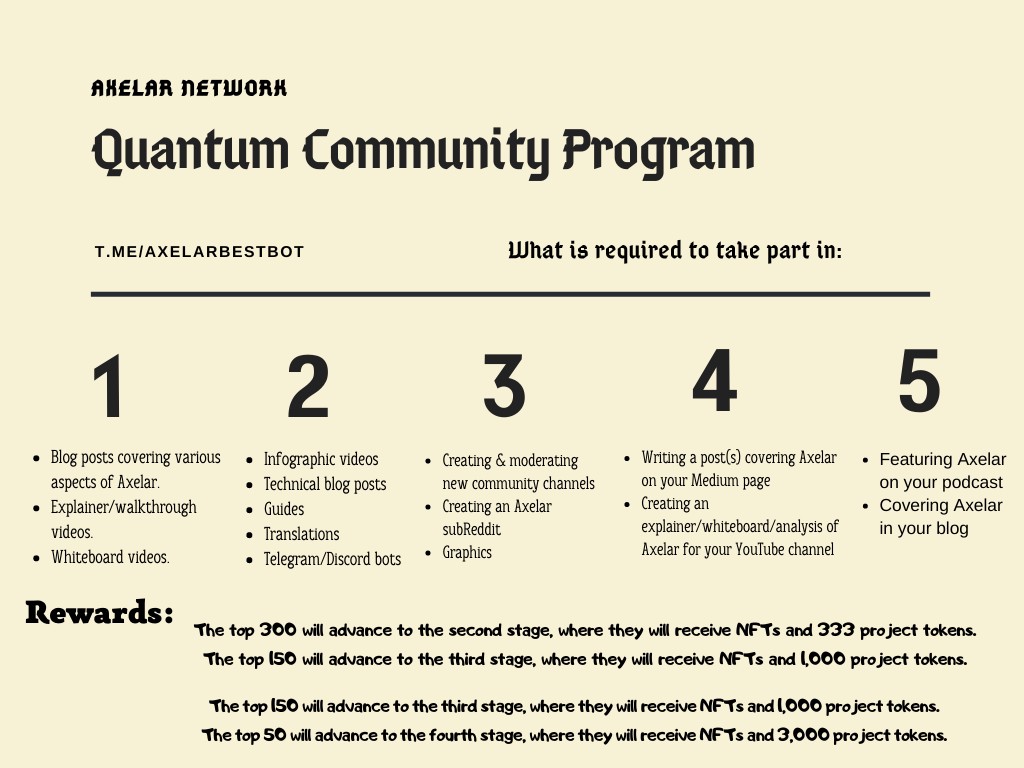 AXELAR NETWORK
Quantum Community Program
T.ME/AXELARBESTBOT
What is required to take part in:
1
• Blog posts covering various
aspects of Axelar.
• Explainer/walkthrough
videos.
• Whiteboard videos.
2
• Infographic videos
• Technical blog posts
• Guides
• Translations
• Telegram/Discord bots
3
• Creating & moderating
new community channels
• Creating an Axelar
subReddit
• Graphics
4
• Writing a post(s) covering Axelar
on your Medium page
• Creating an
explainer/whiteboard/analysis of
Axelar for your YouTube channel
5
• Featuring Axelar
on your podcast
• Covering Axelar
in your blog
Rewards:
The top 300 will advance to the second stage, where they will receive NFTs and 333 project tokens.
The top 150 will advance to the third stage, where they will receive NFTs and 1,000 project tokens.
The top 150 will advance to the third stage, where they will receive NFTs and 1,000 project tokens.
The top 50 will advance to the fourth stage, where they will receive NFTs and 3,000 project tokens.